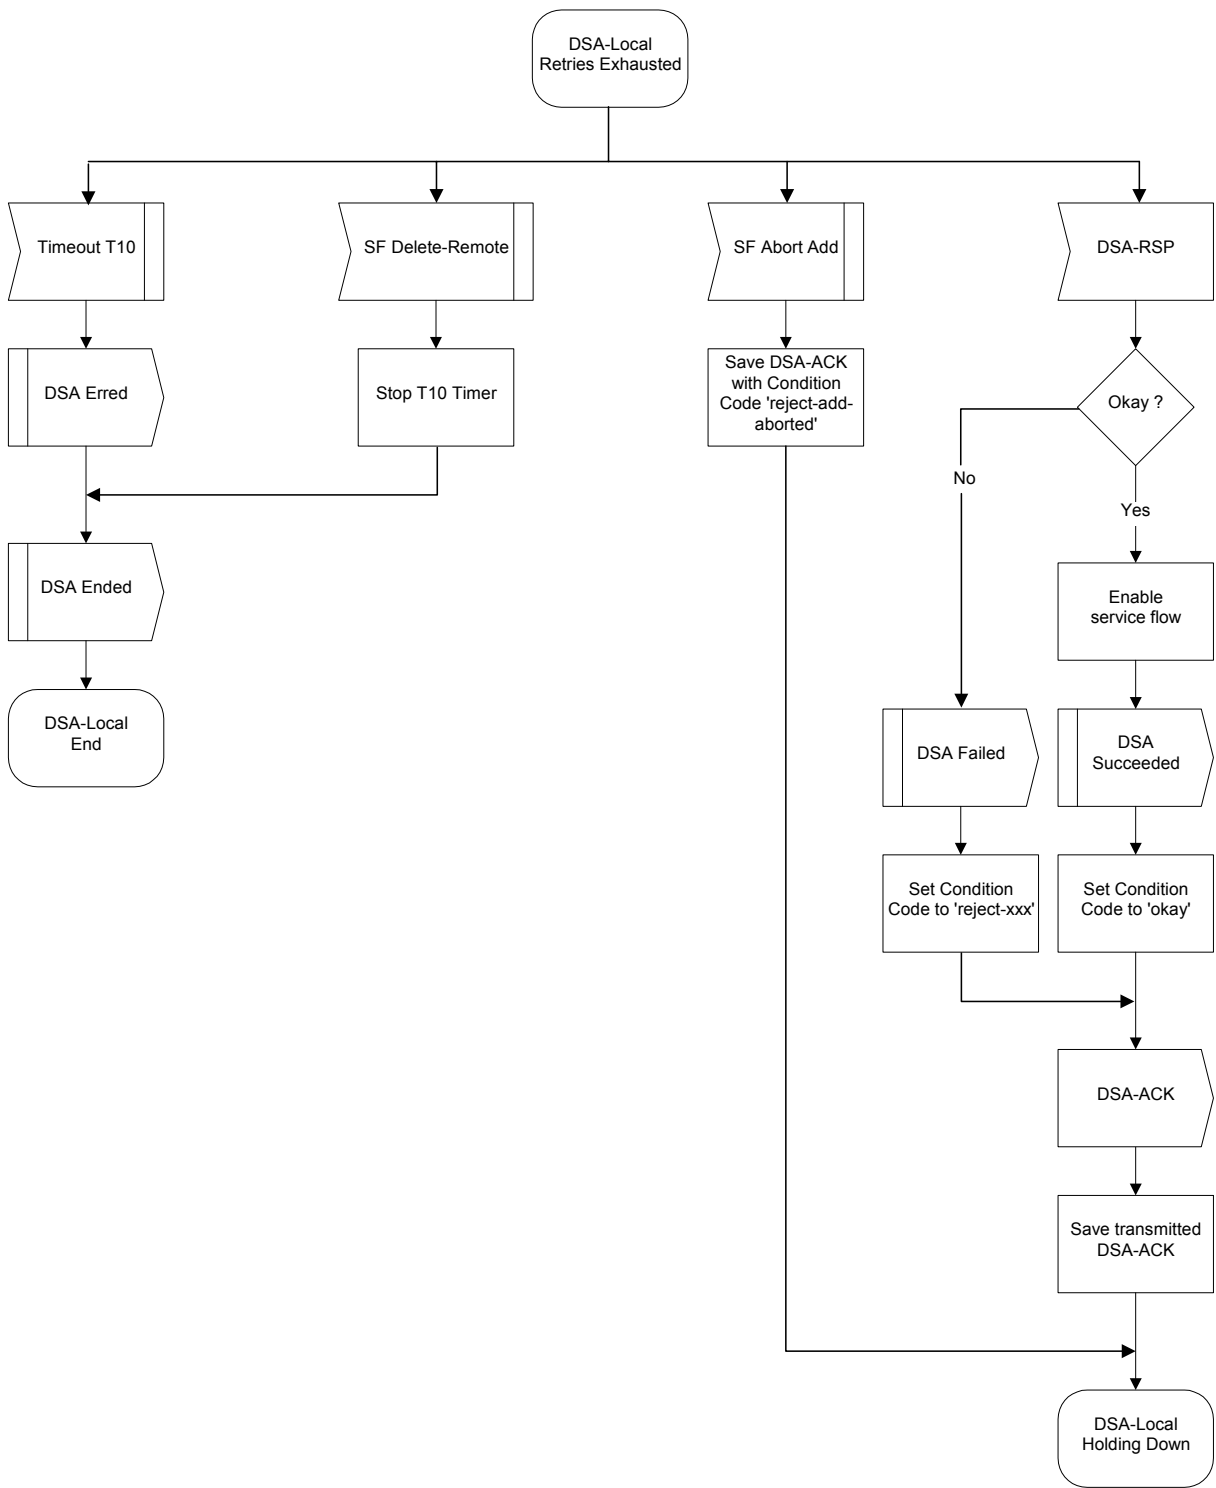 DSA-Local
Retries Exhausted
Timeout T10
SF Delete-Remote
SF Abort Add
DSA-RSP
DSA Erred
Stop T10 Timer
Save DSA-ACK
with Condition
Code 'reject-add-
aborted'
Okay ?
No
Yes
DSA Ended
Enable
service flow
DSA-Local
End
DSA Failed
DSA
Succeeded
Set Condition
Code to 'reject-xxx'
Set Condition
Code to 'okay'
DSA-ACK
Save transmitted
DSA-ACK
DSA-Local
Holding Down